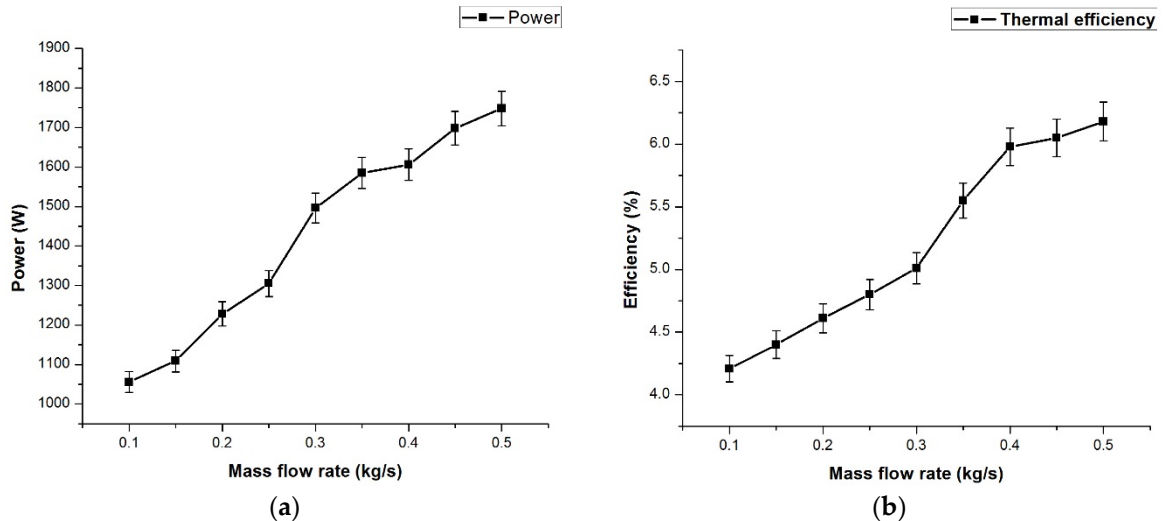 Power
1900
1800
1700
1600
1500
1400
1300
1200
1100
1000
Power (W)
0.1 0.2 0.3 0.4 0.5
Mass flow rate (kg/s)
(a)
Thermal efficiency
6.5
6.0
5.5
5.0
4.5
4.0
Efficiency (%)
0.1 0.2 0.3 0.4 0.5
Mass flow rate (kg/s)
(b)